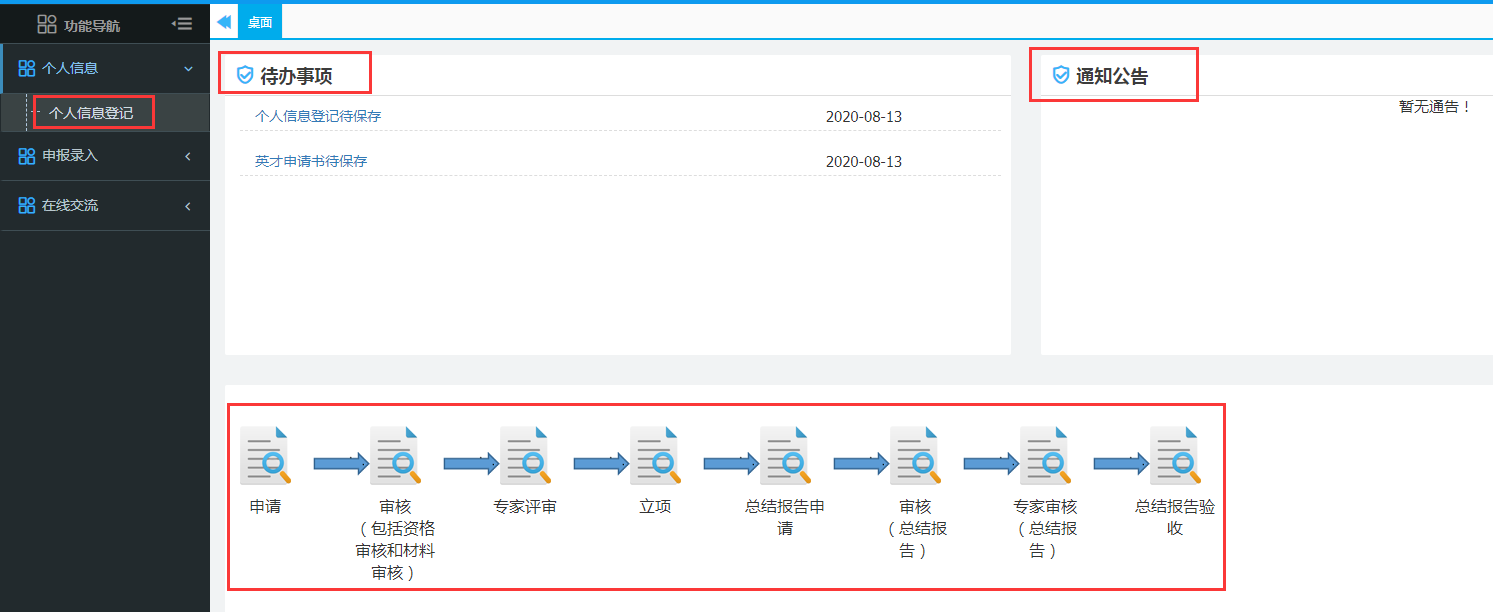 功能导航
桌面
个人信息
个人信息登记
申报录入
在线交流
待办事项
个人信息登记待保存 2020-08-13
英才申请书待保存 2020-08-13
通知公告
暂无通告！
申请
审核
（包括资格
审核和材料
审核）
专家评审
立项
总结报告申
请
审核
（总结报
告）
专家审核
（总结报
告）
总结报告验
收